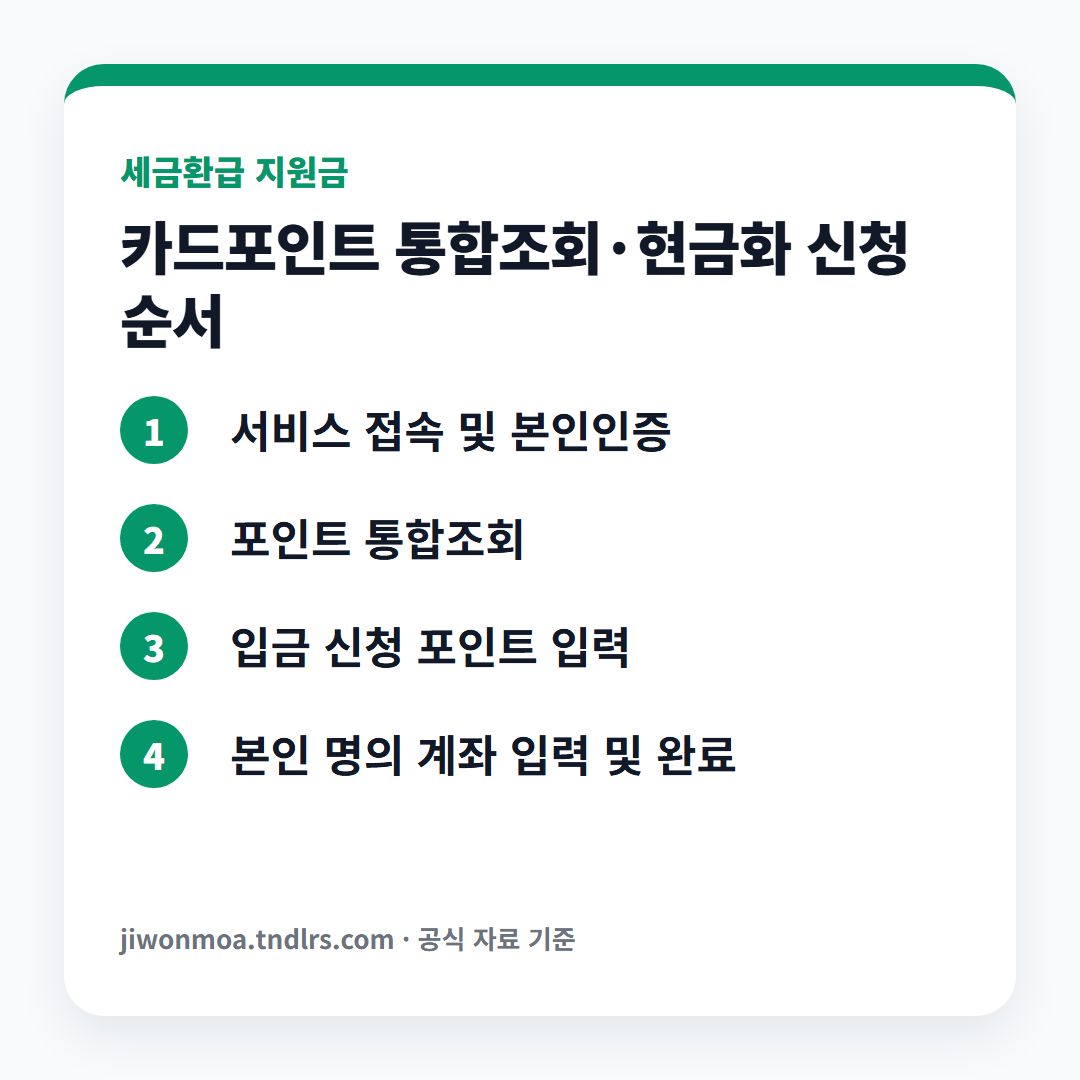 세금환급 지원금
카드포인트 통합조회·현금화 신청
순서
1 서비스 접속 및 본인인증
2 포인트 통합조회
3 입금 신청 포인트 입력
4 본인 명의 계좌 입력 및 완료
jiwonmoa.tndlrs.com · 공식 자료 기준